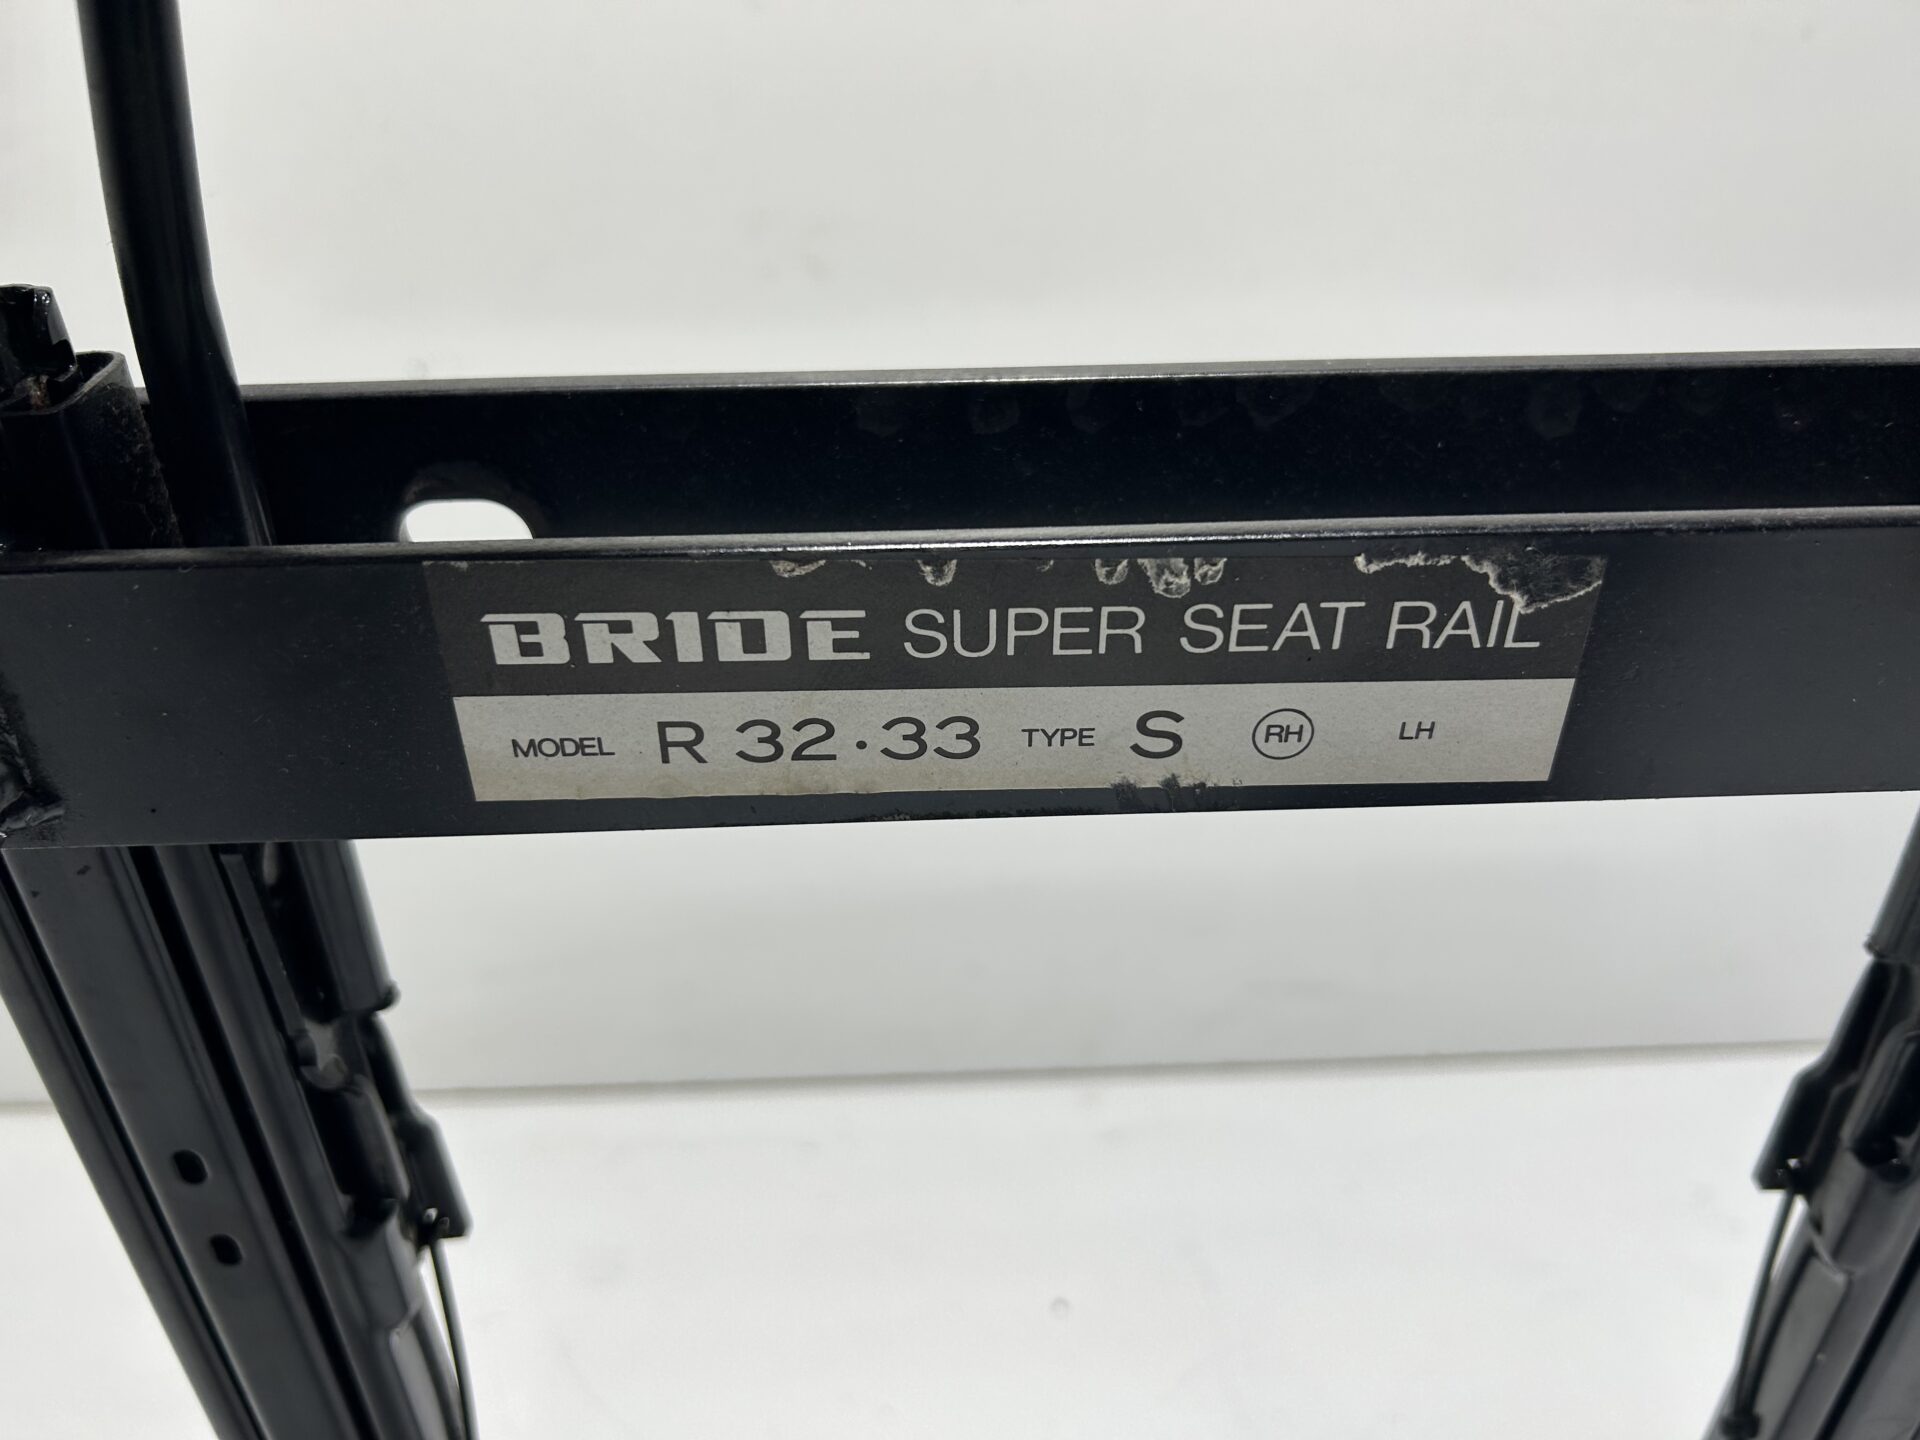 BRIDE SUPER SEAT RAIL
MODEL R 32・33 TYPE S RH LH